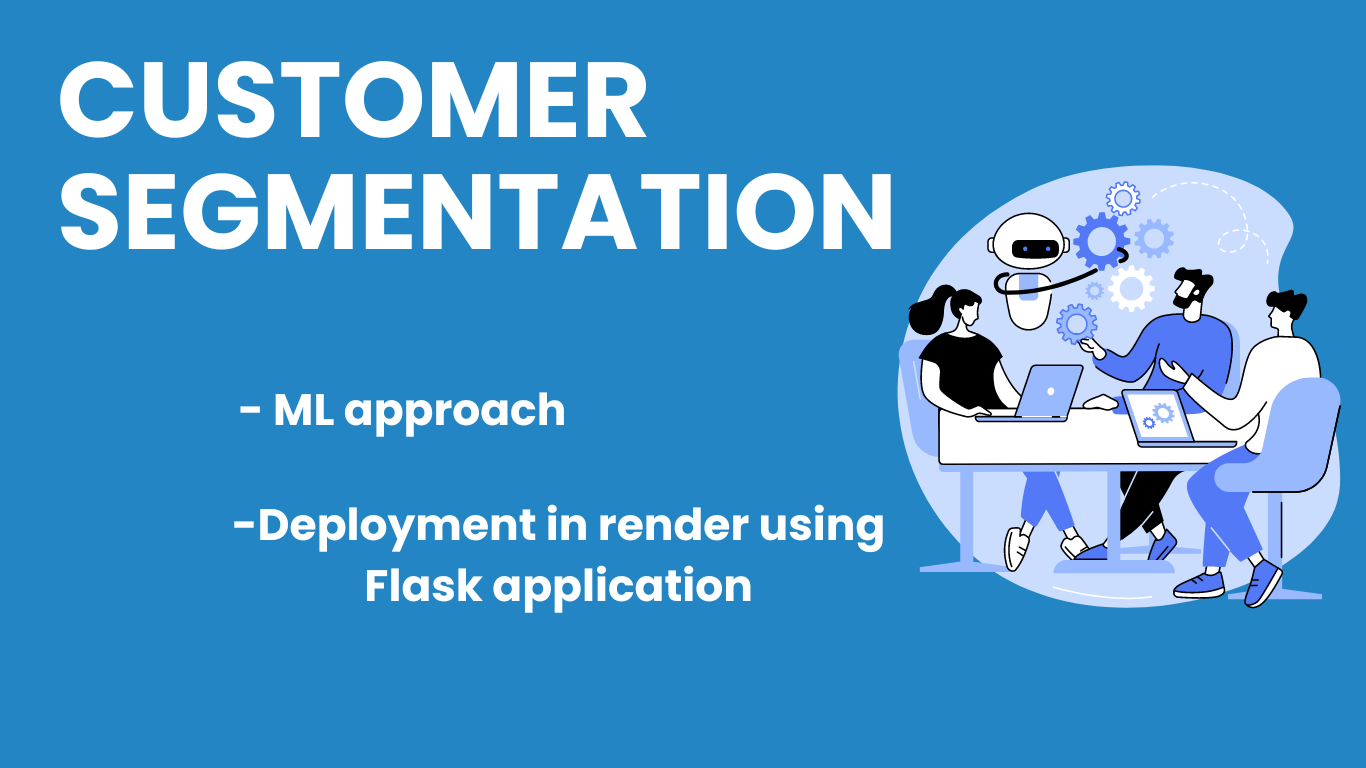 CUSTOMER
SEGMENTATION
- ML approach
-Deployment in render using
Flask application